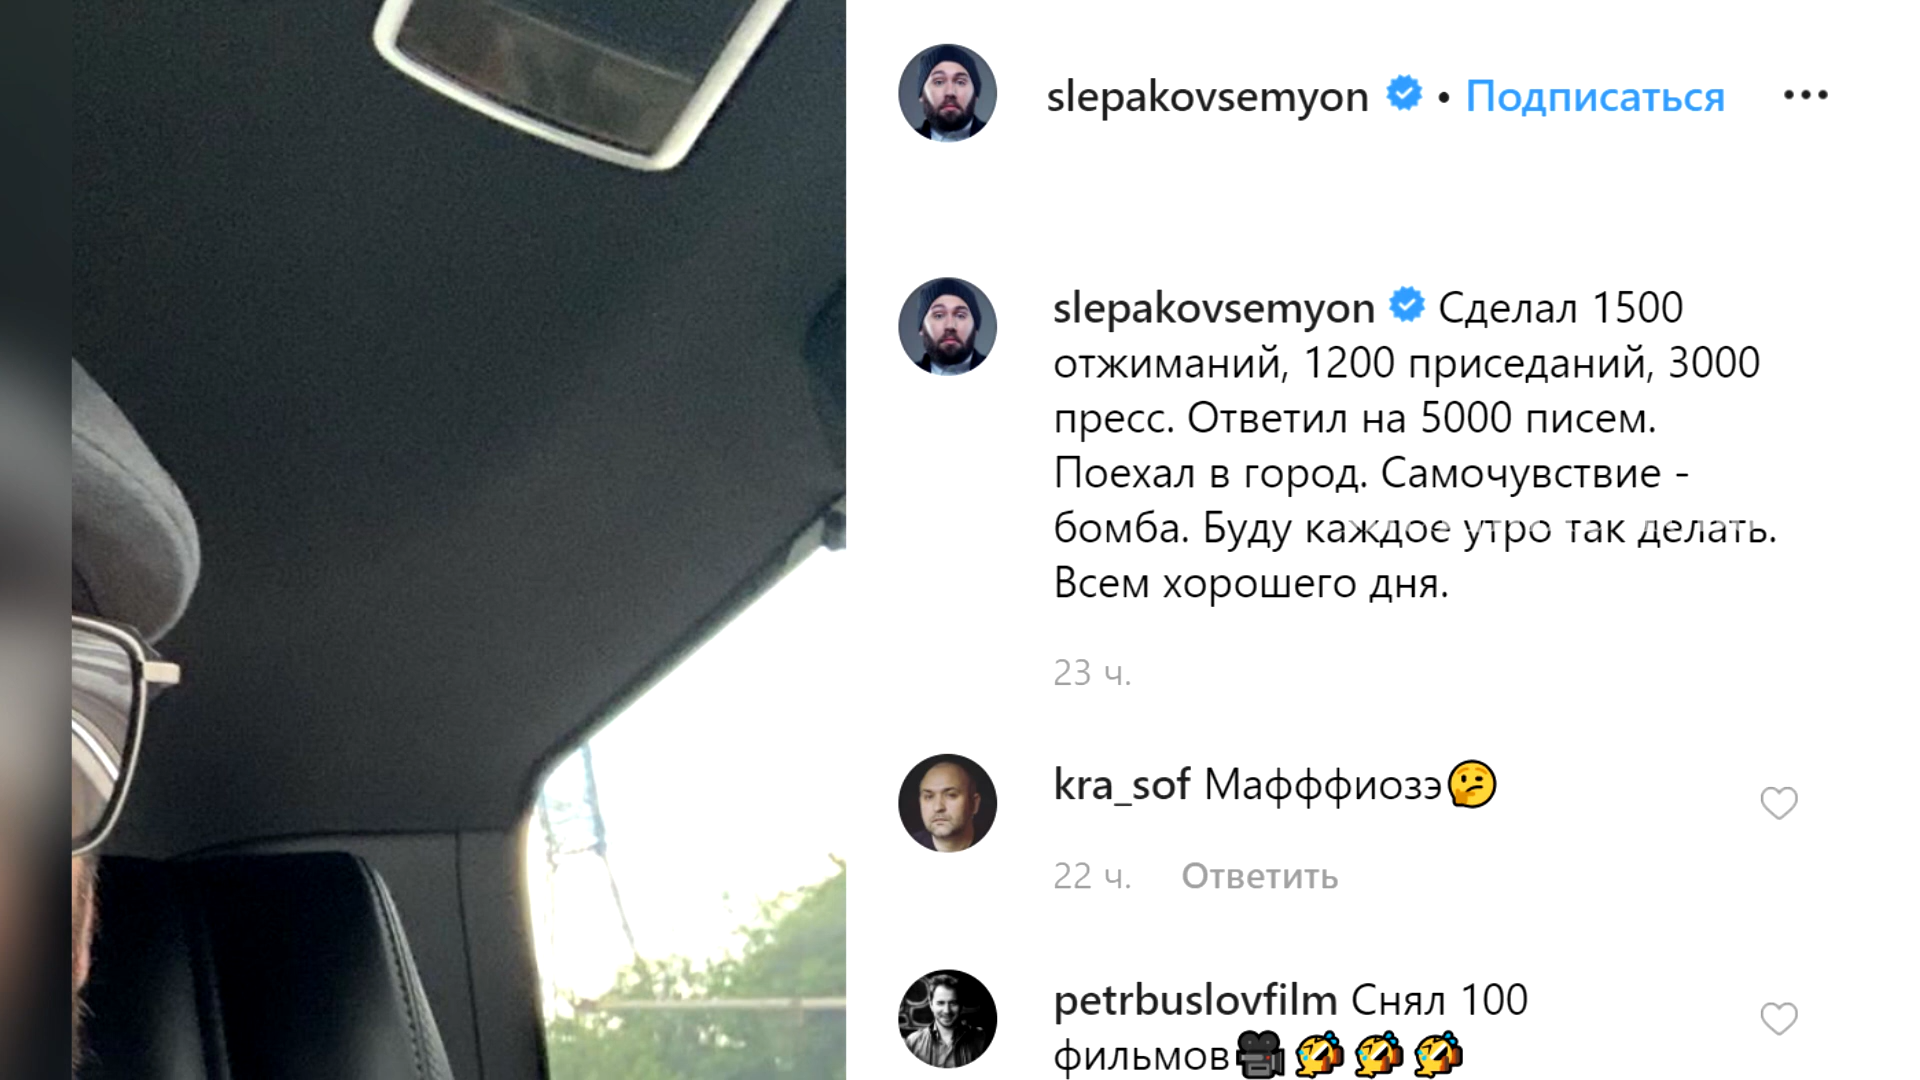 slepakovsemyon • Подписаться
slepakovsemyon Сделал 1500
отжиманий, 1200 приседаний, 3000
пресс. Ответил на 5000 писем.
Поехал в город. Самочувствие -
бомба. Буду каждое утро так делать.
Всем хорошего дня.
23 ч.
kra_sof Мафффиозэ🤔
22 ч. Ответить
petrbuslovfilm Снял 100
фильмов🎥🤣🤣🤣